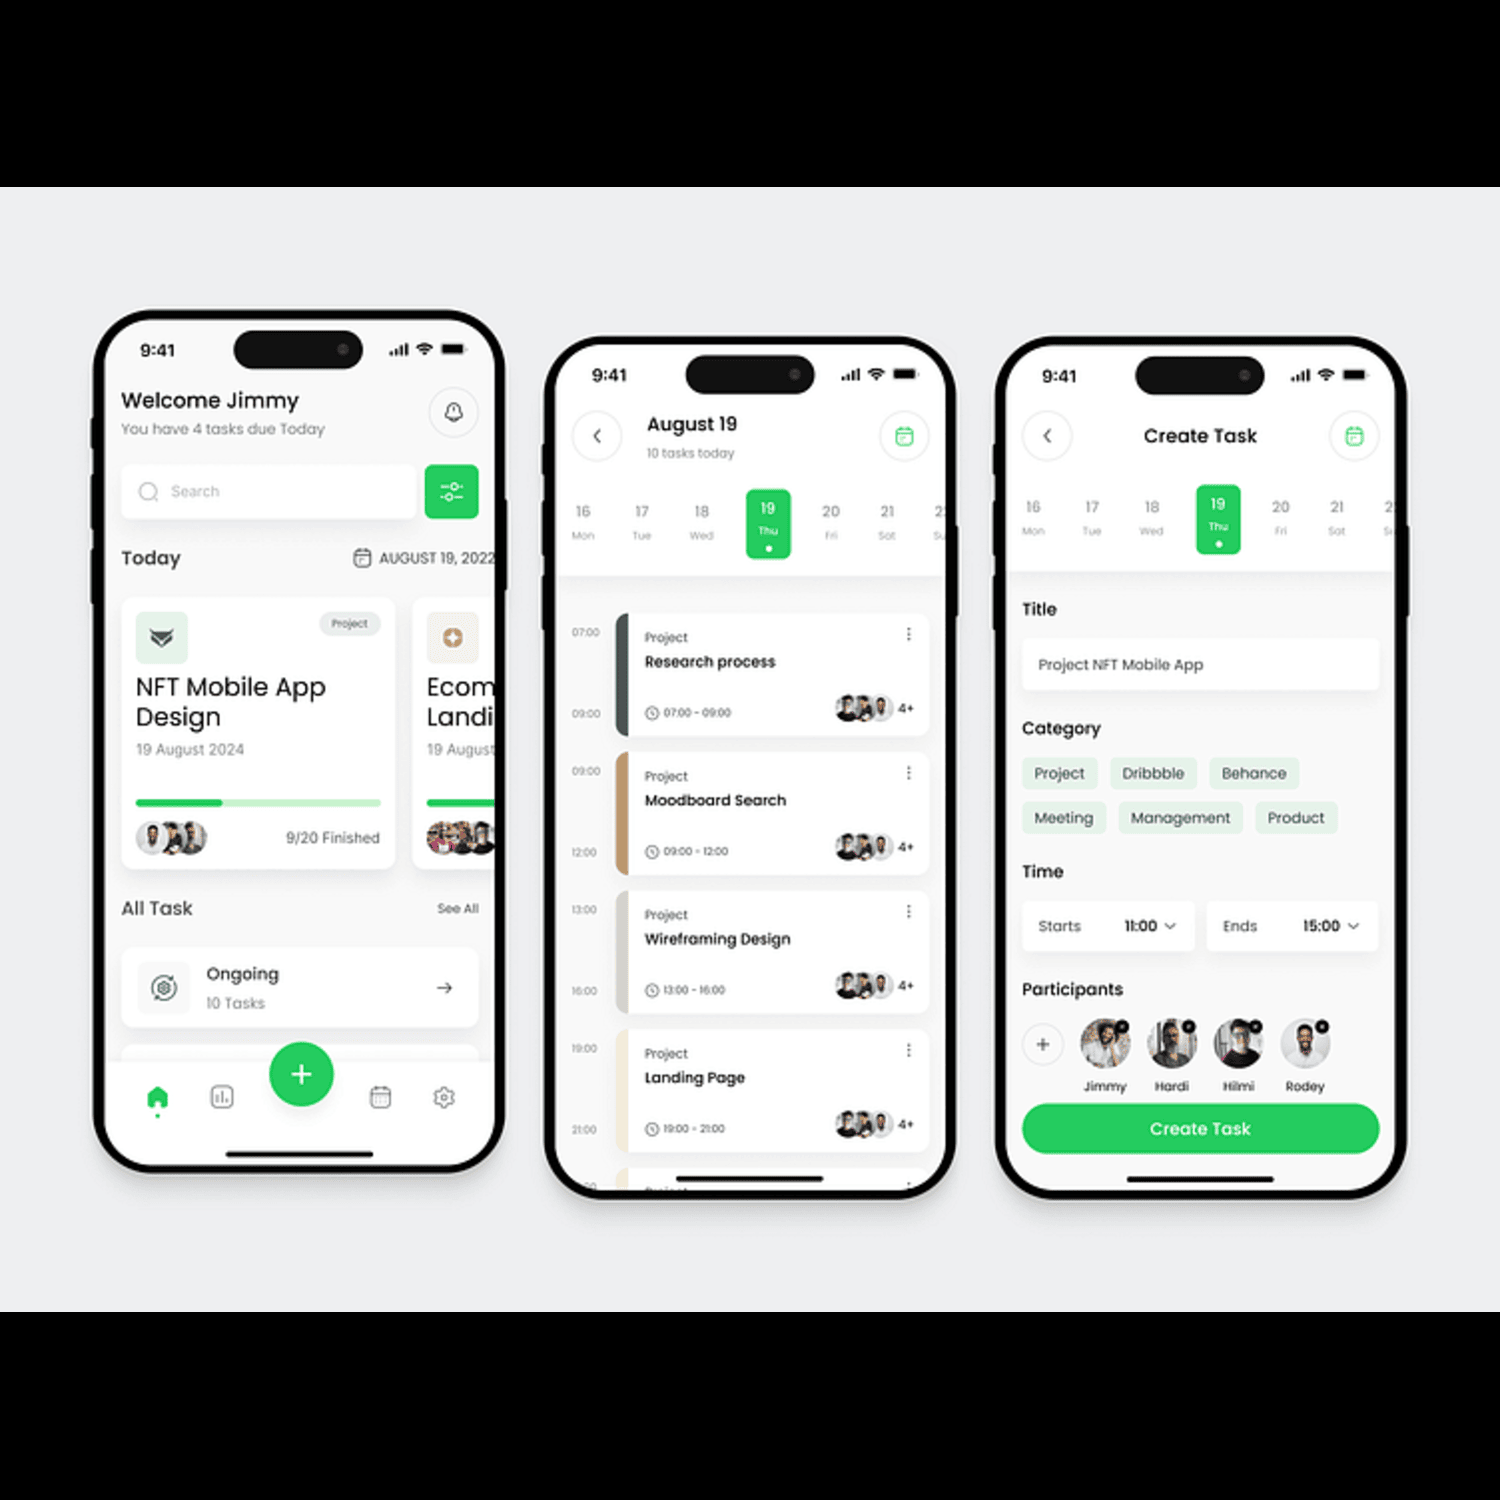 9:41
Welcome Jimmy
You have 4 tasks due Today
Search
Today
AUGUST 19, 2022
Project
NFT Mobile App
Design
19 August 2024
9/20 Finished
Ecom
Landi
19 August
All Task
See All
Ongoing
10 Tasks
9:41
August 19
10 tasks today
16 17 18 19 20 21 2
Mon Tue Wed Thu Fri Sat Su
07:00
Project
Research process
09:00
07:00 - 09:00
4+
09:00
Project
Moodboard Search
12:00
09:00 - 12:00
4+
13:00
Project
Wireframing Design
16:00
13:00 - 16:00
4+
19:00
Project
Landing Page
21:00
19:00 - 21:00
4+
9:41
Create Task
16 17 18 19 20 21 2
Mon Tue Wed Thu Fri Sat S
Title
Project NFT Mobile App
Category
Project Dribbble Behance
Meeting Management Product
Time
Starts 11:00 Ends 15:00
Participants
Jimmy Hardi Hilmi Rodey
Create Task